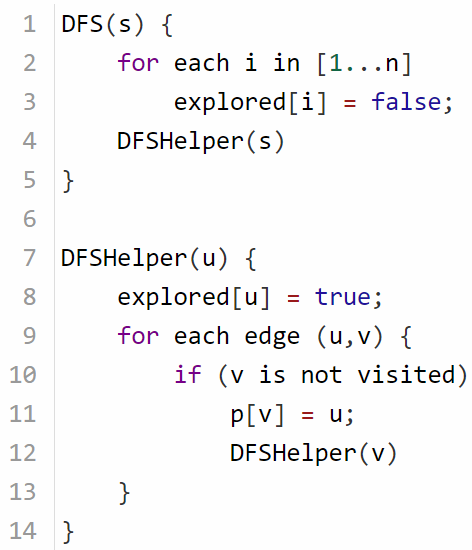 1 DFS(s) {
2 for each i in [1...n]
3 explored[i] = false;
4 DFSHelper(s)
5 }
6
7 DFSHelper(u) {
8 explored[u] = true;
9 for each edge (u,v) {
10 if (v is not visited)
11 p[v] = u;
12 DFSHelper(v)
13 }
14 }